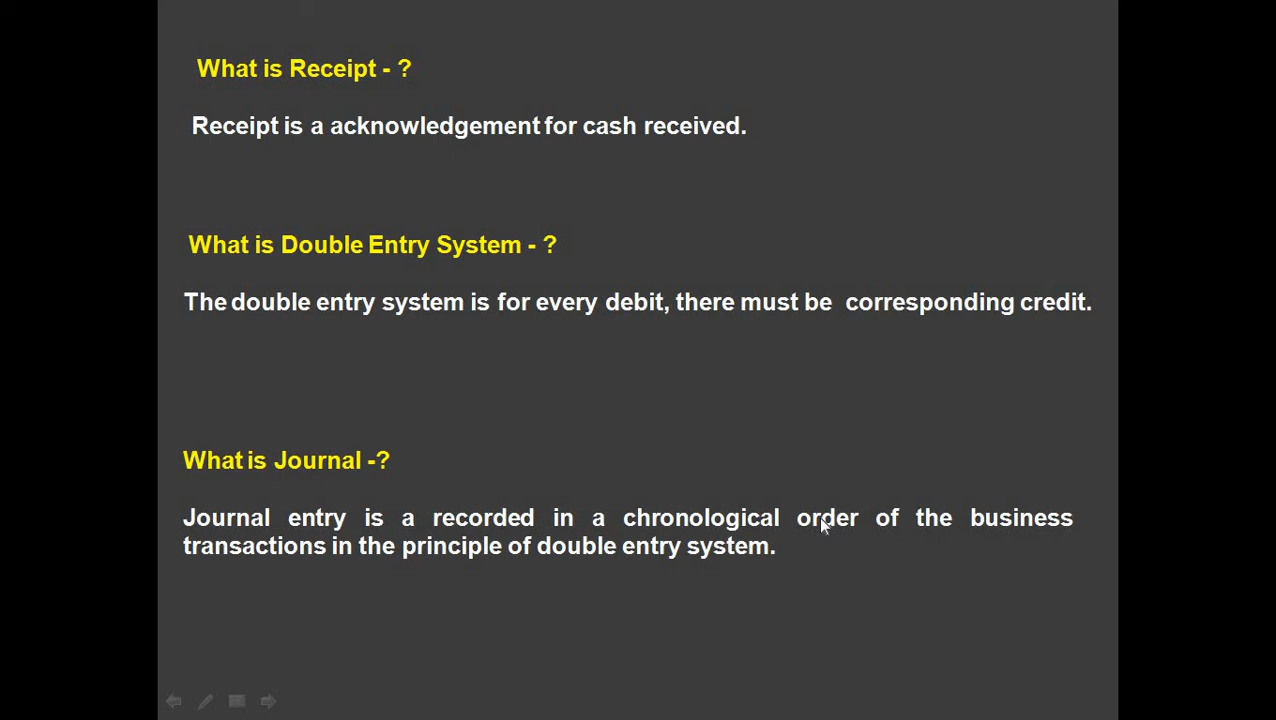 What is Receipt - ?
Receipt is a acknowledgement for cash received.
What is Double Entry System - ?
The double entry system is for every debit, there must be corresponding credit.
What is Journal -?
Journal entry is a recorded in a chronological order of the business
transactions in the principle of double entry system.